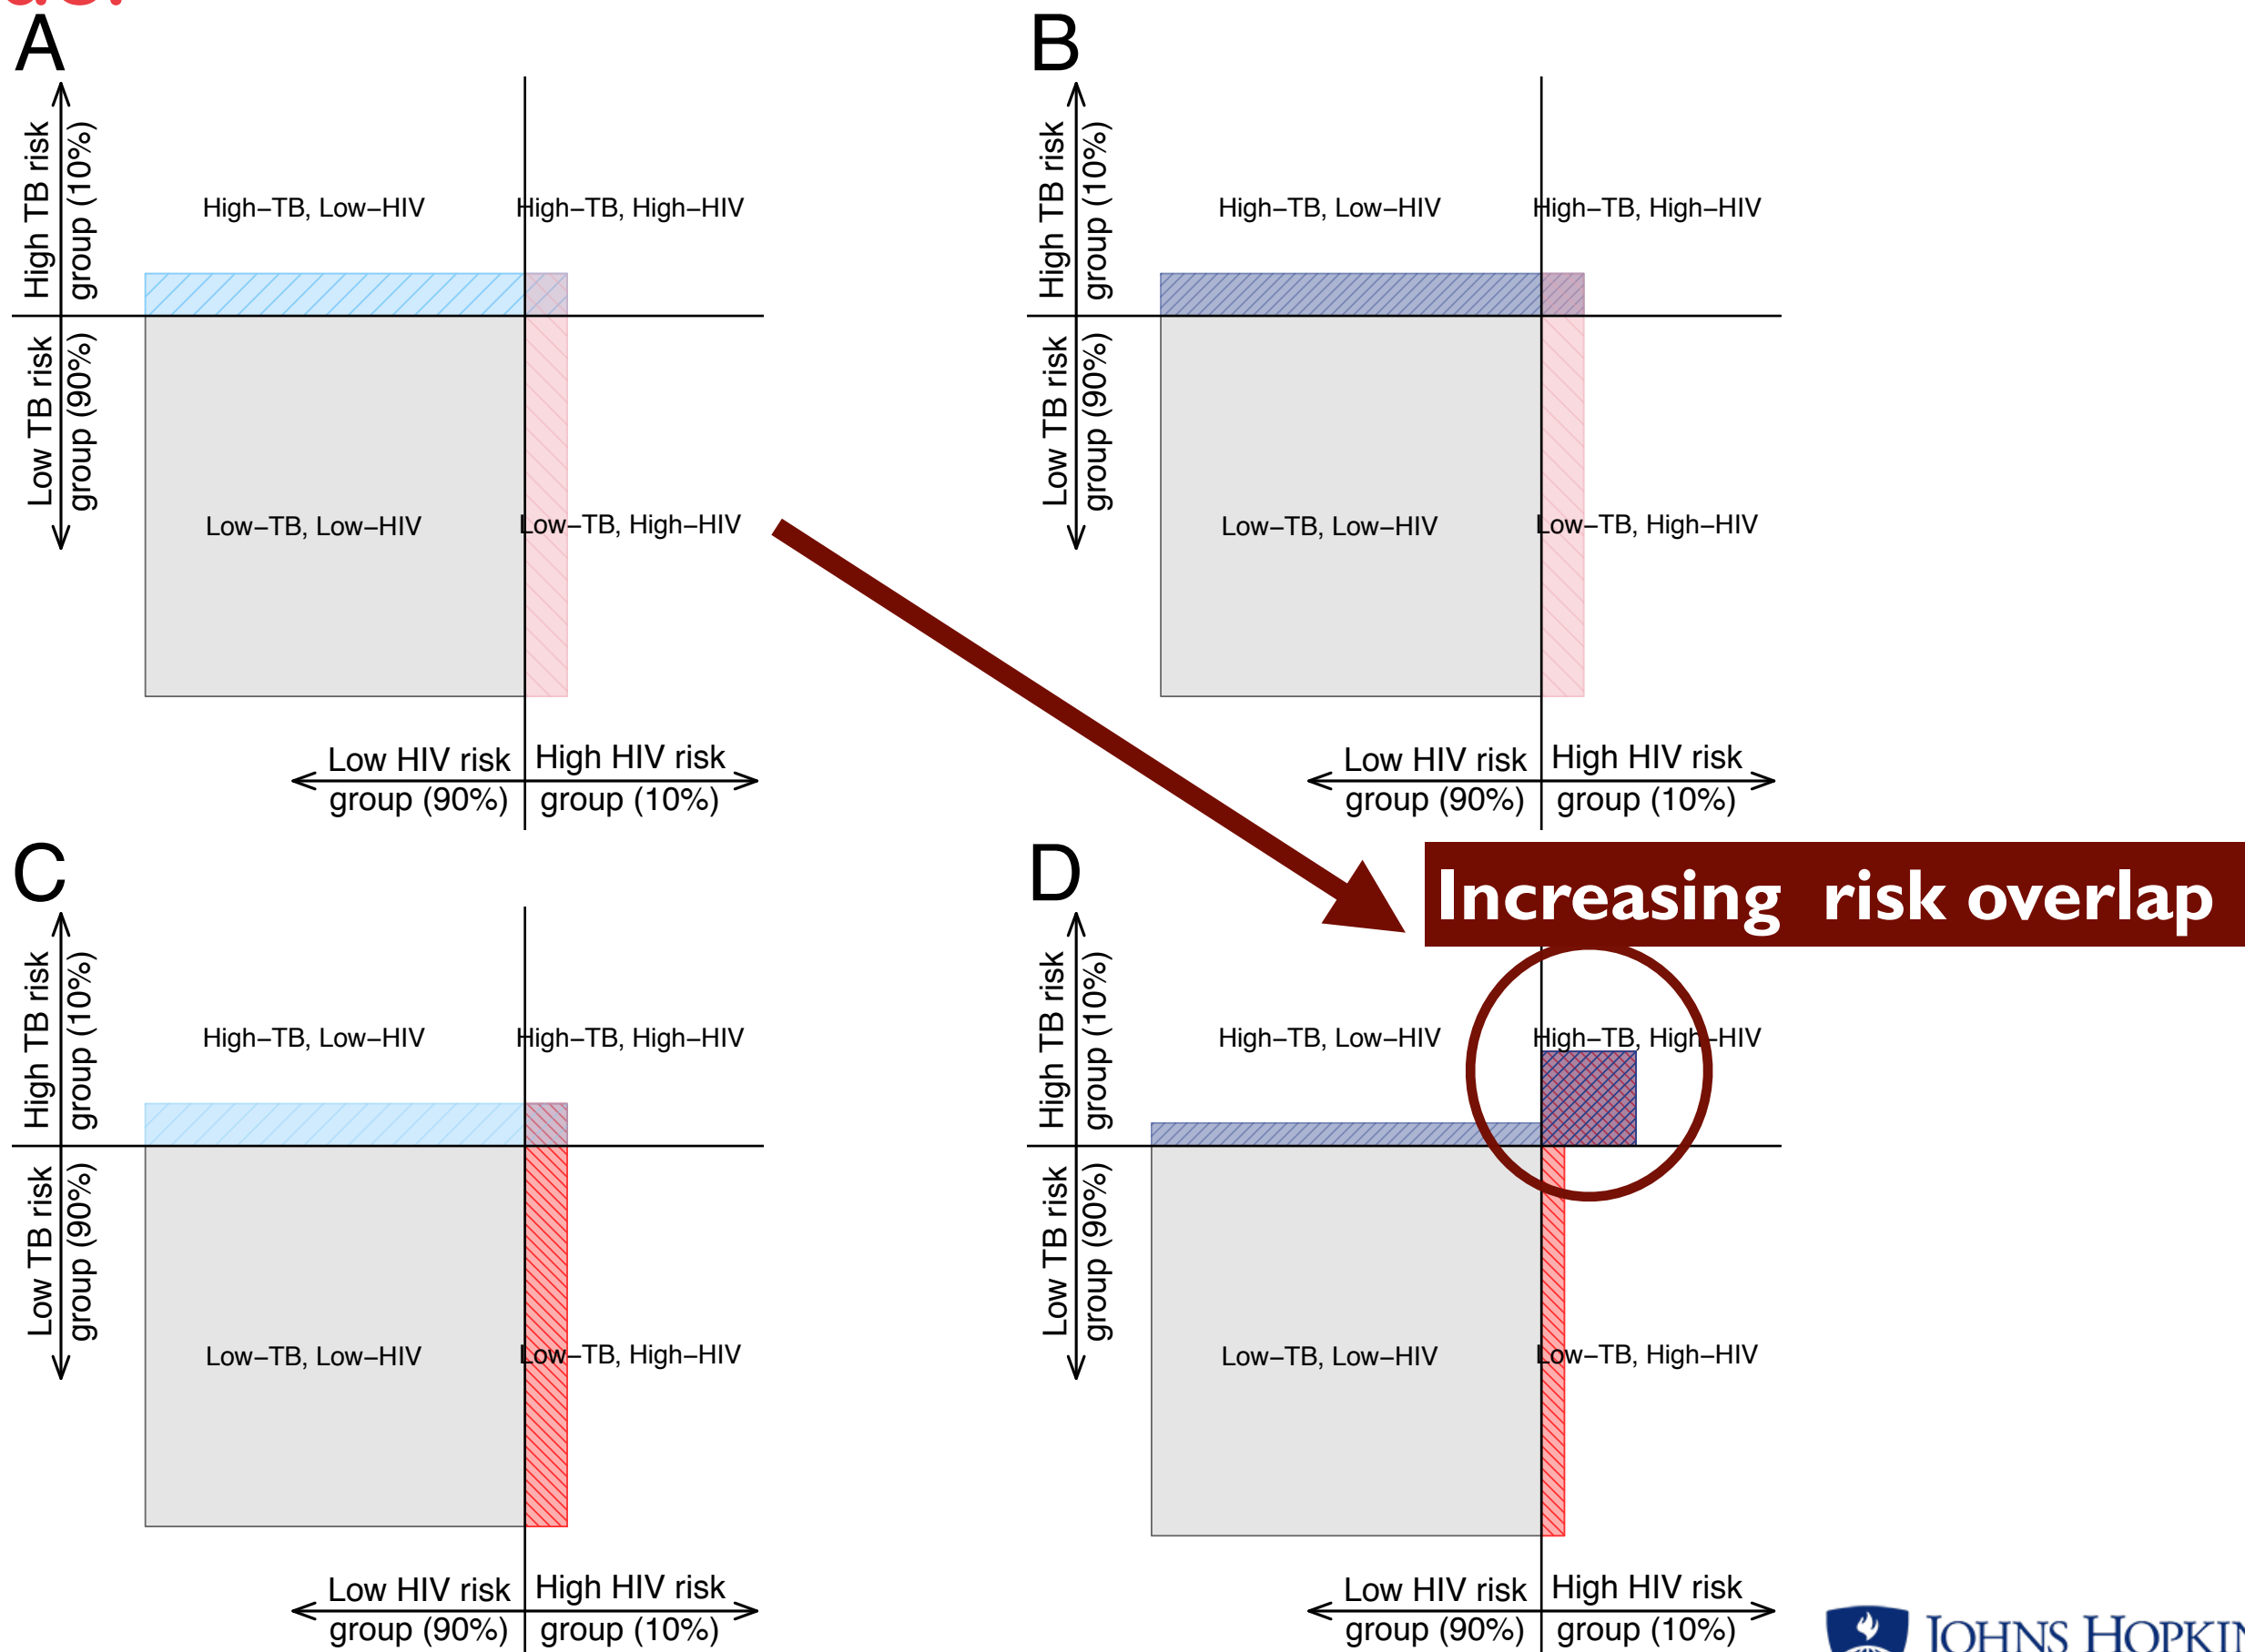 A
High TB risk
group (10%)
Low TB risk
group (90%)
High−TB, Low−HIV
High−TB, High−HIV
Low−TB, Low−HIV
Low−TB, High−HIV
Low HIV risk
group (90%)
High HIV risk
group (10%)
B
High TB risk
group (10%)
Low TB risk
group (90%)
High−TB, Low−HIV
High−TB, High−HIV
Low−TB, Low−HIV
Low−TB, High−HIV
Low HIV risk
group (90%)
High HIV risk
group (10%)
C
High TB risk
group (10%)
Low TB risk
group (90%)
High−TB, Low−HIV
High−TB, High−HIV
Low−TB, Low−HIV
Low−TB, High−HIV
Low HIV risk
group (90%)
High HIV risk
group (10%)
D
Increasing risk overlap
High TB risk
group (10%)
Low TB risk
group (90%)
High−TB, Low−HIV
High−TB, High−HIV
Low−TB, Low−HIV
Low−TB, High−HIV
Low HIV risk
group (90%)
High HIV risk
group (10%)
JOHNS HOPKIN